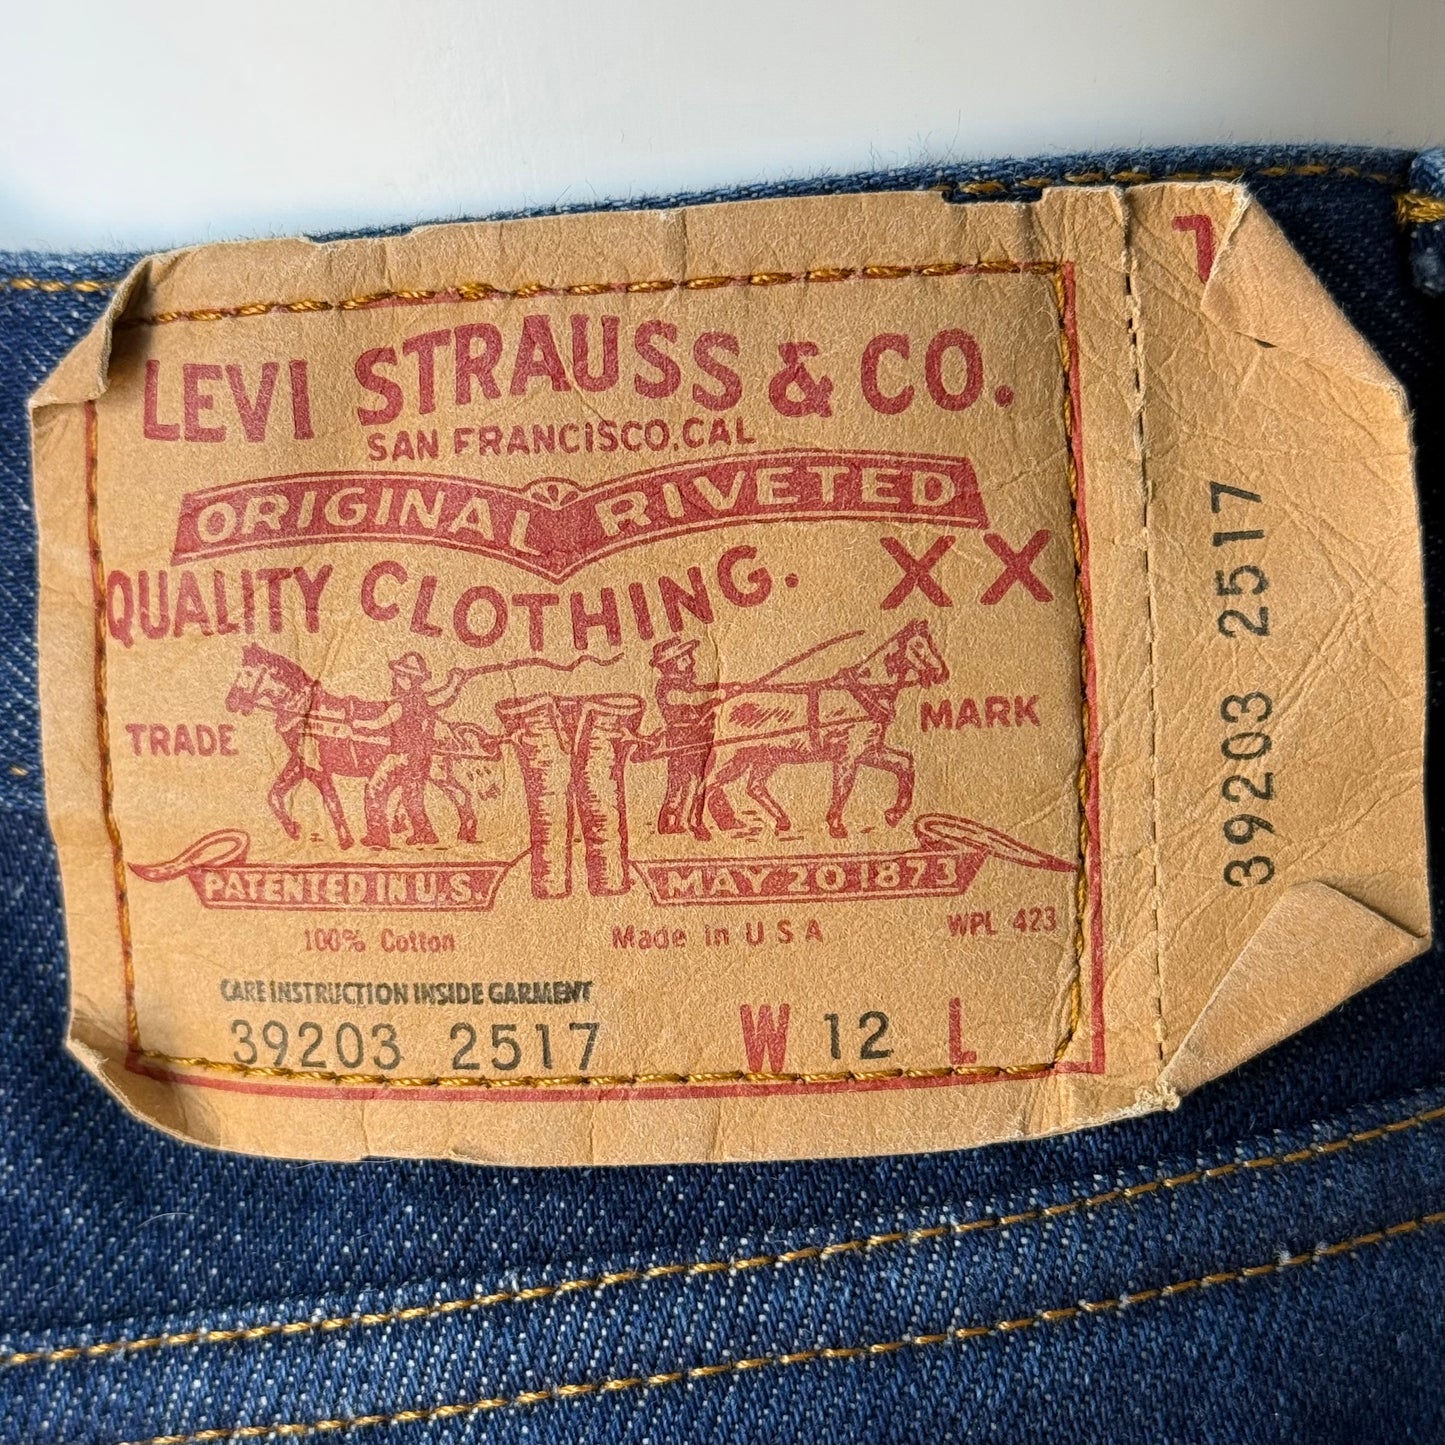 LEVI STRAUSS & CO.
SAN FRANCISCO, CAL
ORIGINAL RIVETED
QUALITY CLOTHING. XX
TRADE MARK
PATENTED IN U.S. MAY 20 1873
100% Cotton Made in U S A WPL 423
CARE INSTRUCTION INSIDE GARMENT
39203 2517 W 12 L
39203 2517